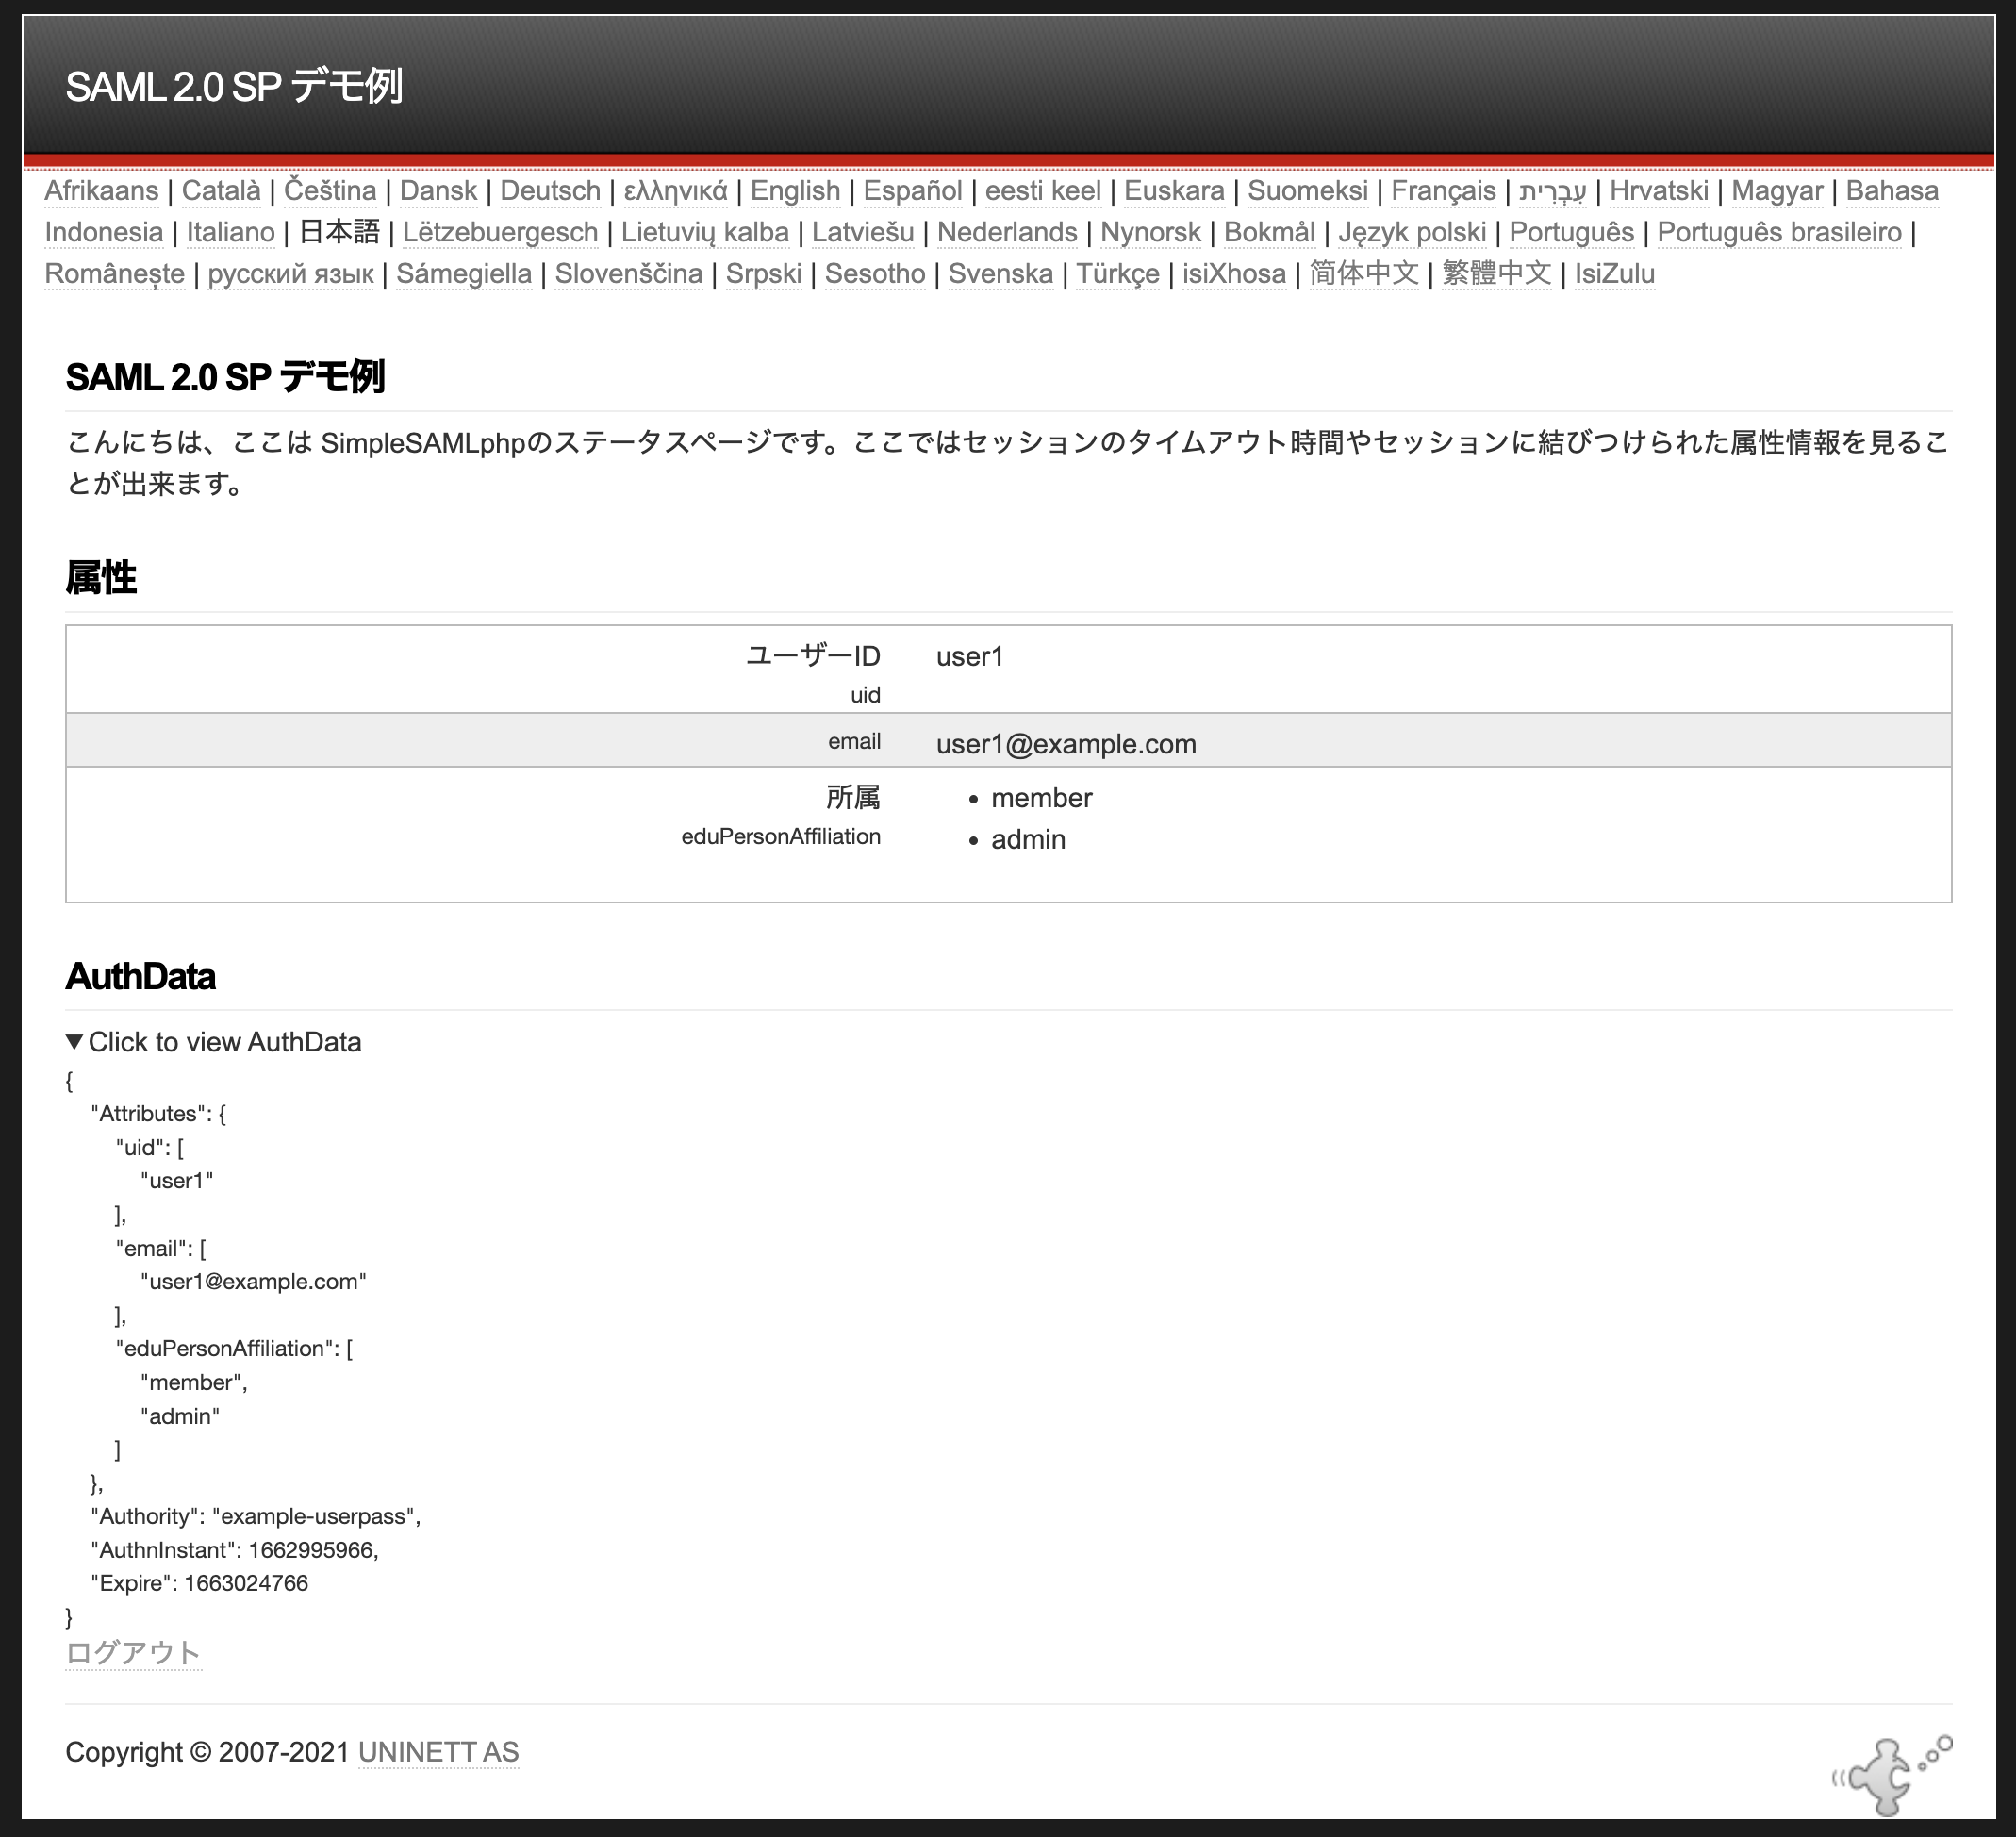 SAML 2.0 SP デモ例
Afrikaans | Català | Čeština | Dansk | Deutsch | ελληνικά | English | Español | eesti keel | Euskara | Suomeksi | Français | עִבְרִית | Hrvatski | Magyar | Bahasa
Indonesia | Italiano | 日本語 | Lëtzebuergesch | Lietuvių kalba | Latviešu | Nederlands | Nynorsk | Bokmål | Język polski | Português | Português brasileiro |
Românește | русский язык | Sámegiella | Slovenščina | Srpski | Sesotho | Svenska | Türkçe | isiXhosa | 简体中文 | 繁體中文 | IsiZulu
SAML 2.0 SP デモ例
こんにちは、ここは SimpleSAMLphpのステータスページです。ここではセッションのタイムアウト時間やセッションに結びつけられた属性情報を見るこ
とが出来ます。
属性
ユーザーID user1
uid
email user1@example.com
所属 • member
eduPersonAffiliation • admin
AuthData
▼Click to view AuthData
{
"Attributes": {
"uid": [
"user1"
],
"email": [
"user1@example.com"
],
"eduPersonAffiliation": [
"member",
"admin"
]
},
"Authority": "example-userpass",
"AuthnInstant": 1662995966,
"Expire": 1663024766
}
ログアウト
Copyright © 2007-2021 UNINETT AS